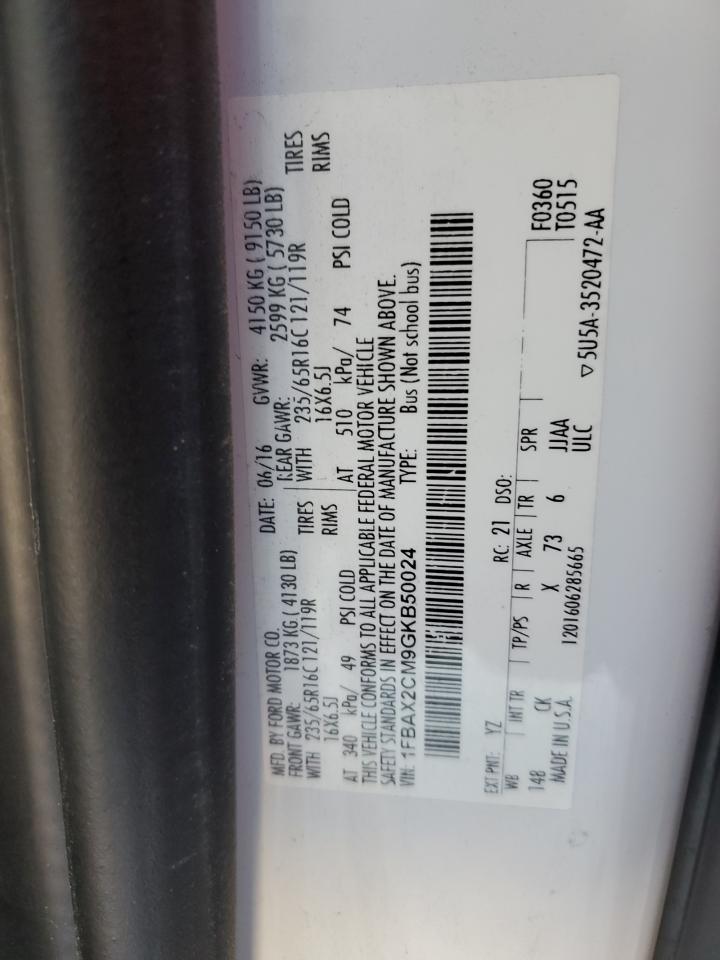 MFD. BY FORD MOTOR CO. DATE: 06/16 GVWR: 4150 KG ( 9150 LB)
FRONT GAWR: 1873 KG ( 4130 LB) REAR GAWR: 2599 KG ( 5730 LB)
WITH 235/65R16C 121/119R TIRES WITH 235/65R16C 121/119R TIRES
16X6.5J RIMS 16X6.5J RIMS
AT 340 kPa/ 49 PSI COLD AT 510 kPa/ 74 PSI COLD
THIS VEHICLE CONFORMS TO ALL APPLICABLE FEDERAL MOTOR VEHICLE
SAFETY STANDARDS IN EFFECT ON THE DATE OF MANUFACTURE SHOWN ABOVE.
VIN: 1FBAX2CM9GKB50024 TYPE: Bus (Not school bus)
EXT PNT: YZ RC: 21 DSO:
WB INT TR TP/PS R AXLE TR SPR F0360
148 CK X 73 6 JJAA T0515
MADE IN U.S.A. 1201606285665 ULC ▽5U5A-3520472-AA